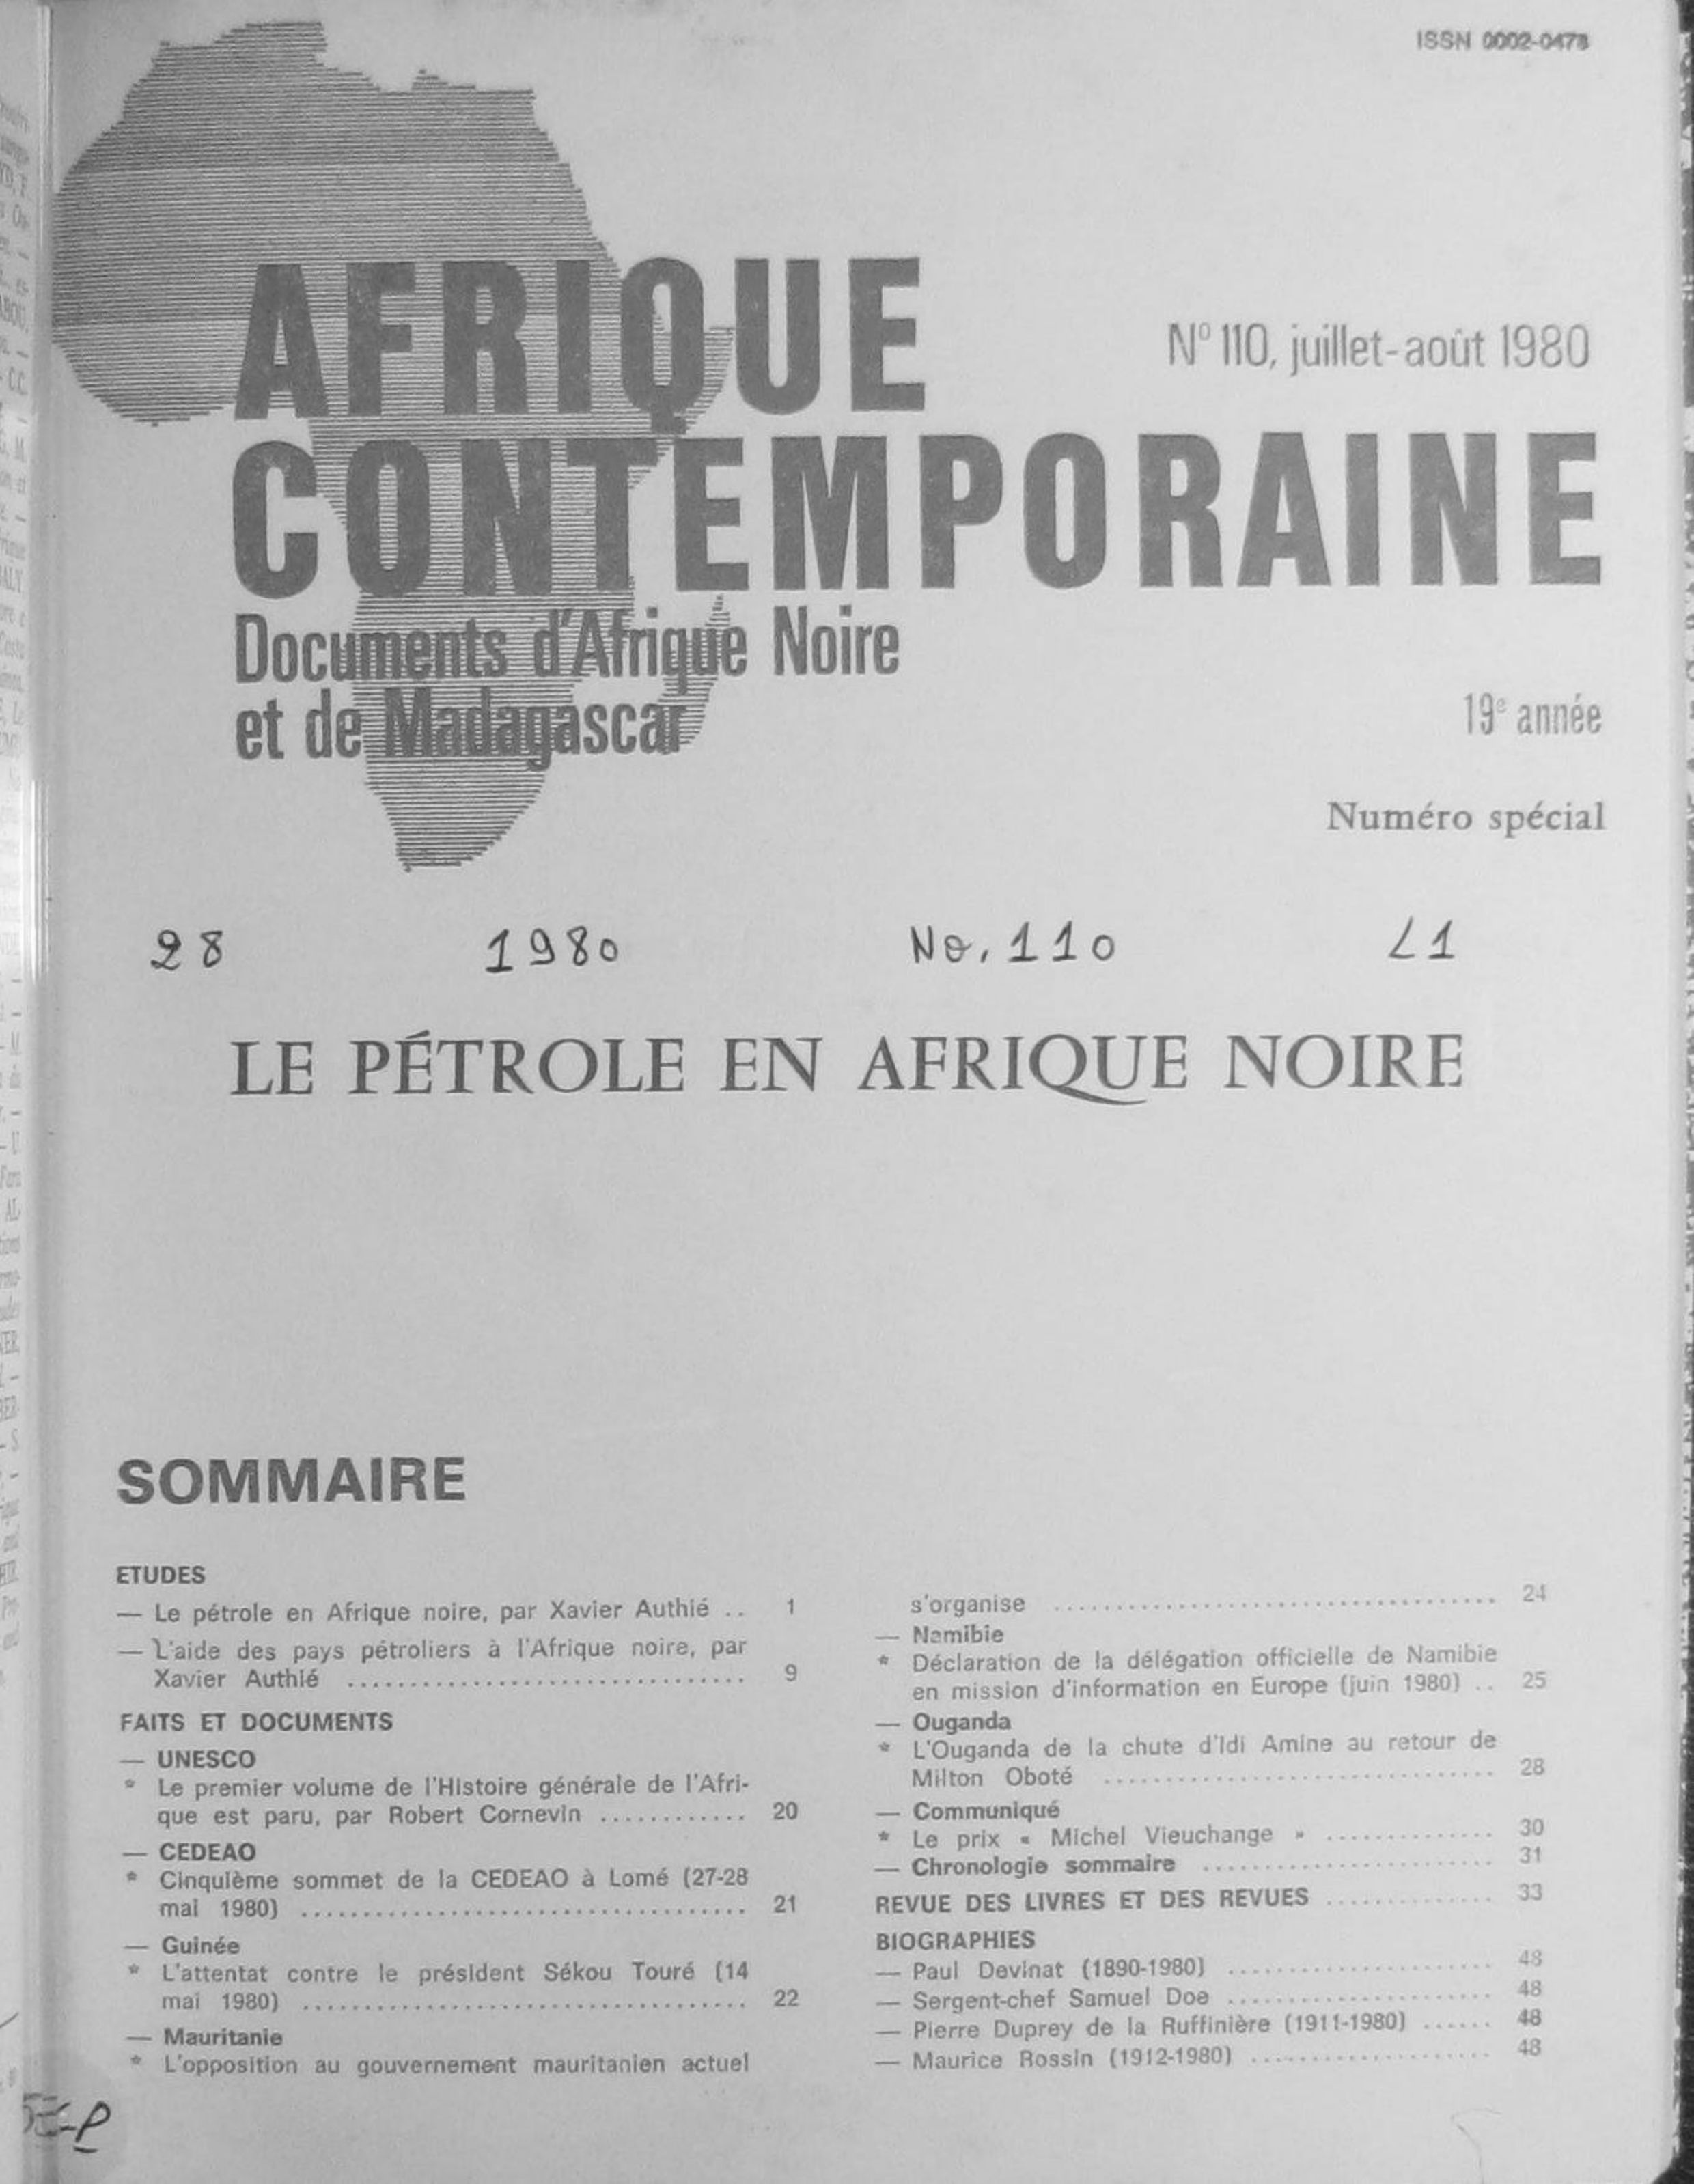 ISSN 0002-0478
AFRIQUE
N° 110, juillet-août 1980
CONTEMPORAINE
Documents d'Afrique Noire
et de Madagascar
19e année
Numéro spécial
28 1980 No. 110 L1
LE PÉTROLE EN AFRIQUE NOIRE
SOMMAIRE
ETUDES
— Le pétrole en Afrique noire, par Xavier Authié .. 1
— L'aide des pays pétroliers à l'Afrique noire, par
Xavier Authié ................................ 9
FAITS ET DOCUMENTS
— UNESCO
* Le premier volume de l'Histoire générale de l'Afri-
que est paru, par Robert Cornevin ............ 20
— CEDEAO
* Cinquième sommet de la CEDEAO à Lomé (27-28
mai 1980) .................................... 21
— Guinée
* L'attentat contre le président Sékou Touré (14
mai 1980) .................................... 22
— Mauritanie
* L'opposition au gouvernement mauritanien actuel
s'organise .................................... 24
— Namibie
* Déclaration de la délégation officielle de Namibie
en mission d'information en Europe (juin 1980) .. 25
— Ouganda
* L'Ouganda de la chute d'Idi Amine au retour de
Milton Oboté ................................ 28
— Communiqué
* Le prix « Michel Vieuchange » .............. 30
— Chronologie sommaire ........................ 31
REVUE DES LIVRES ET DES REVUES .............. 33
BIOGRAPHIES
— Paul Devinat (1890-1980) ...................... 48
— Sergent-chef Samuel Doe ...................... 48
— Pierre Duprey de la Ruffinière (1911-1980) ...... 48
— Maurice Rossin (1912-1980) .................... 48